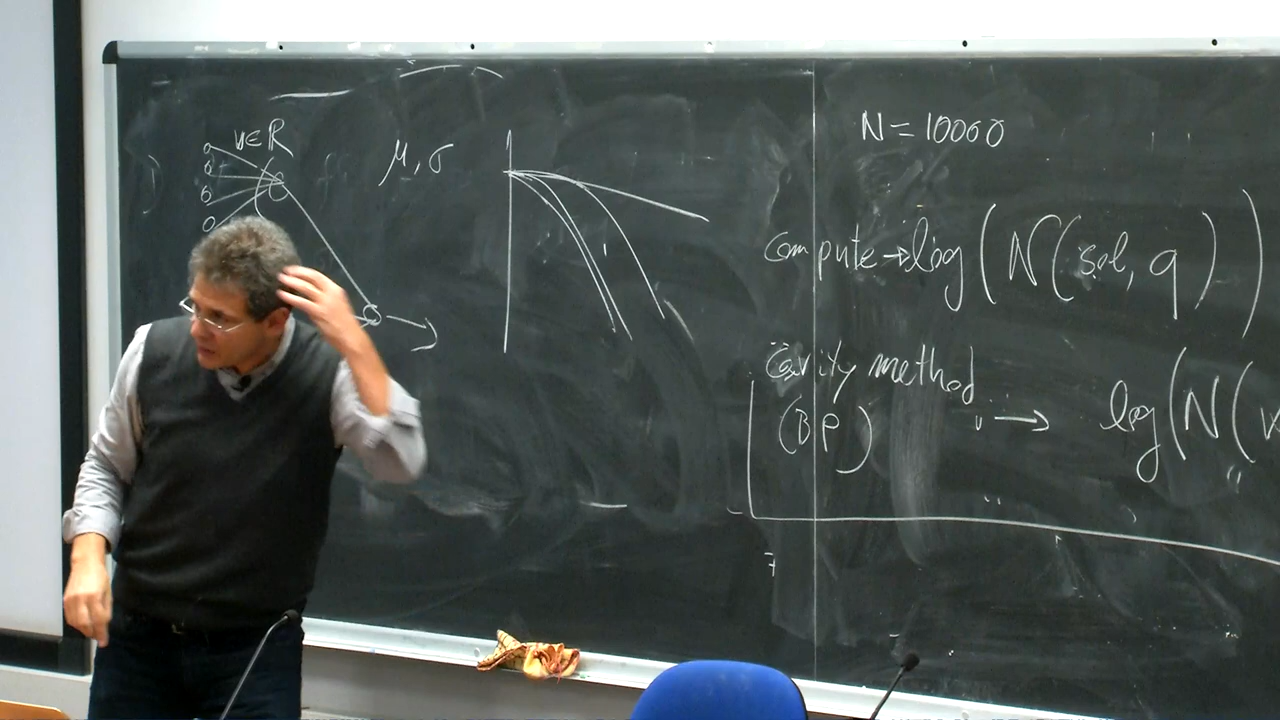 w∈R
μ, σ
N = 10000
compute → log (N(sol, q))
Cavity method
(BP) → log (N(